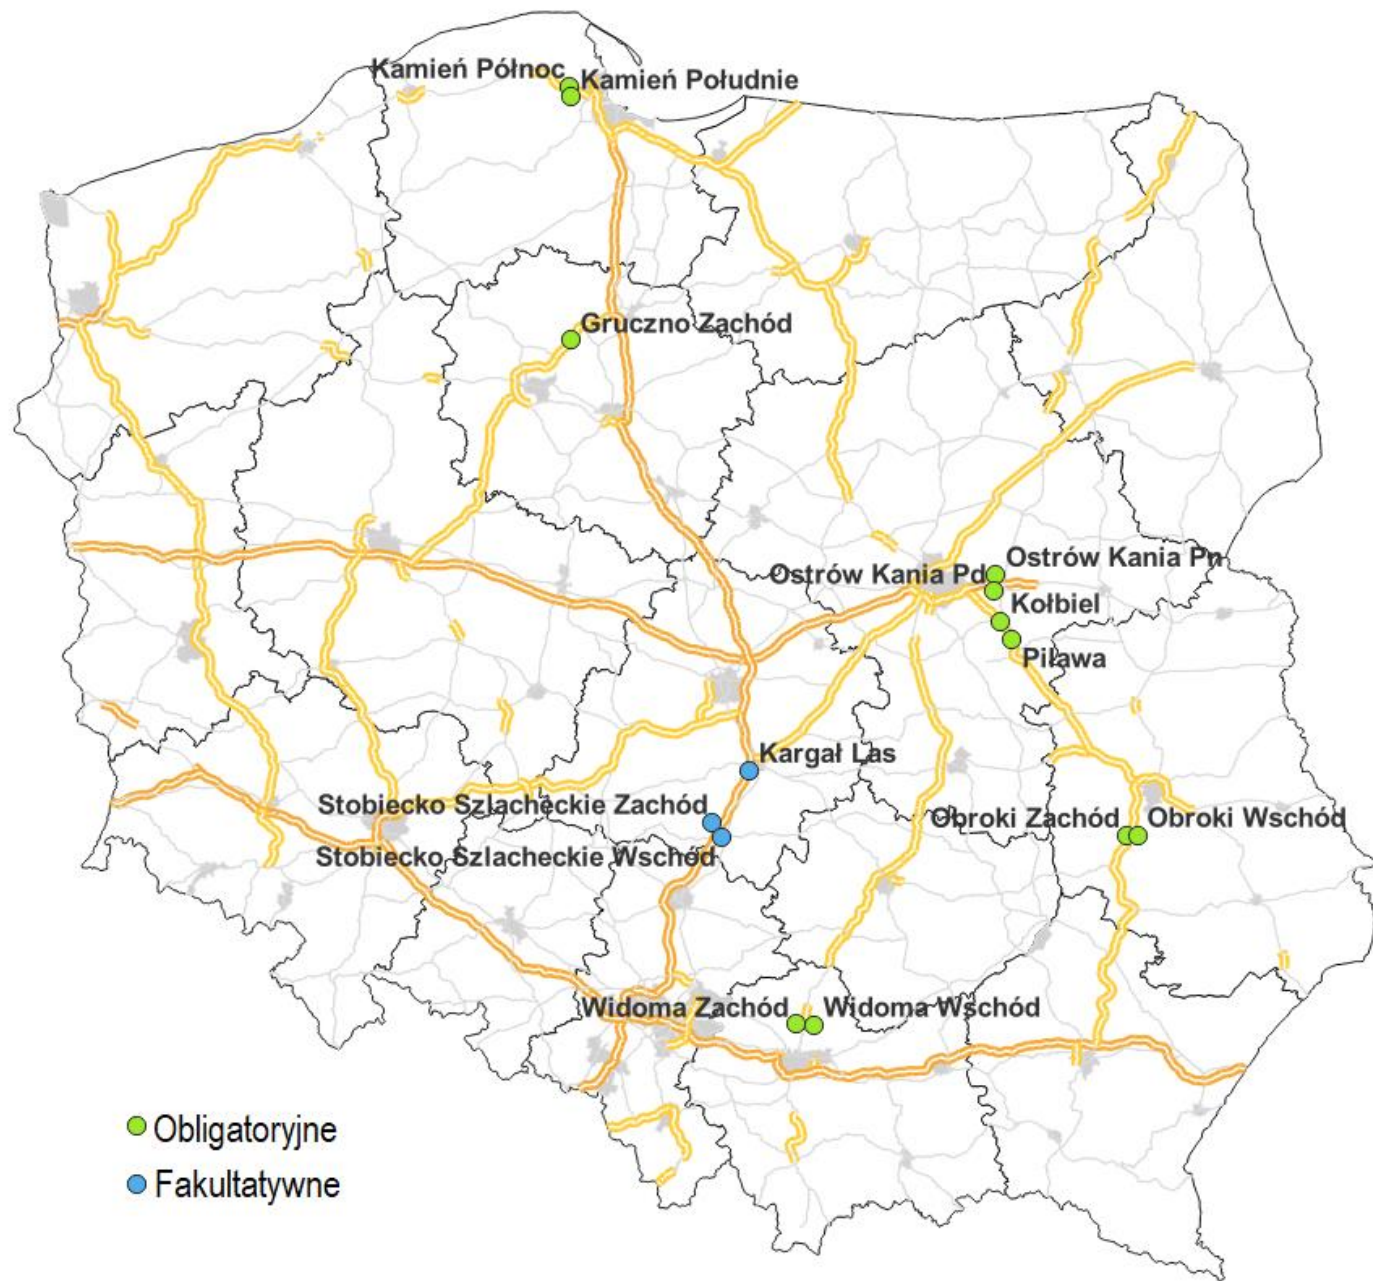 Kamień Północ
Kamień Południe
Gruczno Zachód
Ostrów Kania Pn
Ostrów Kania Pd
Kołbiel
Piława
Kargał Las
Stobiecko Szlacheckie Zachód
Obroki Zachód
Obroki Wschód
Stobiecko Szlacheckie Wschód
Widoma Zachód
Widoma Wschód
Obligatoryjne
Fakultatywne